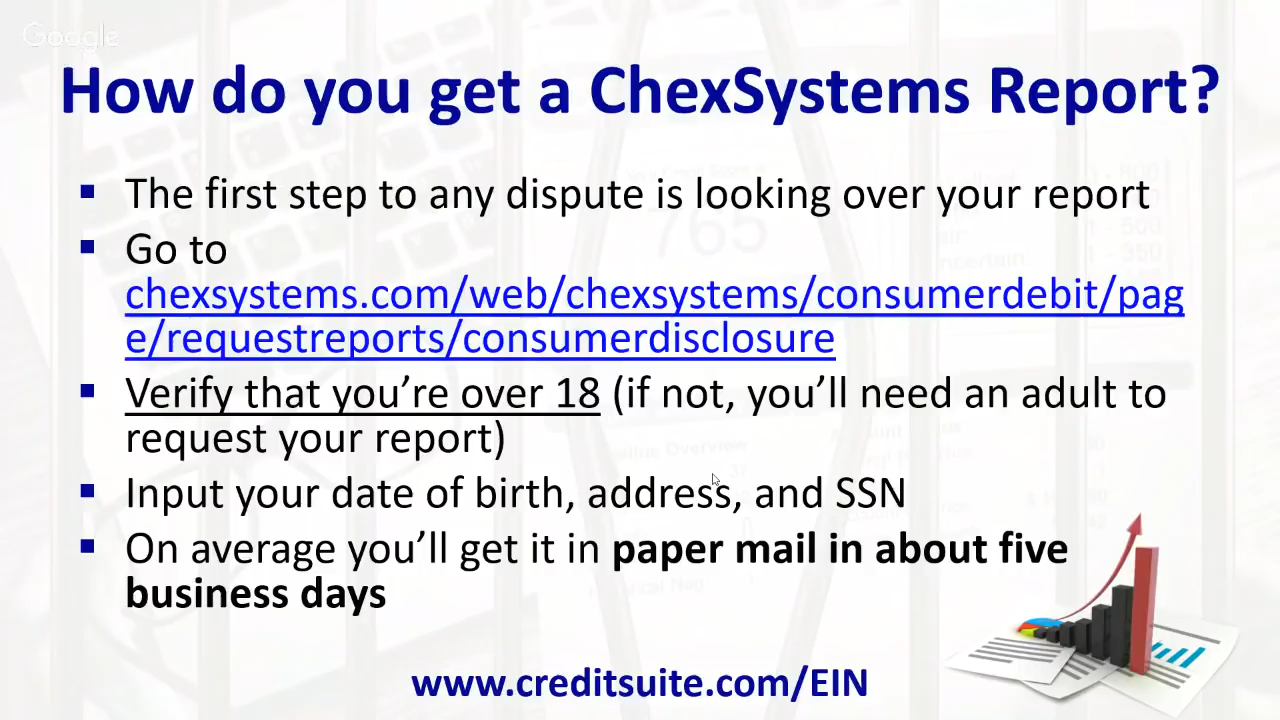 Google
How do you get a ChexSystems Report?
▪ The first step to any dispute is looking over your report
▪ Go to
chexsystems.com/web/chexsystems/consumerdebit/pag
e/requestreports/consumerdisclosure
▪ Verify that you’re over 18 (if not, you’ll need an adult to
request your report)
▪ Input your date of birth, address, and SSN
▪ On average you’ll get it in paper mail in about five
business days
www.creditsuite.com/EIN
765